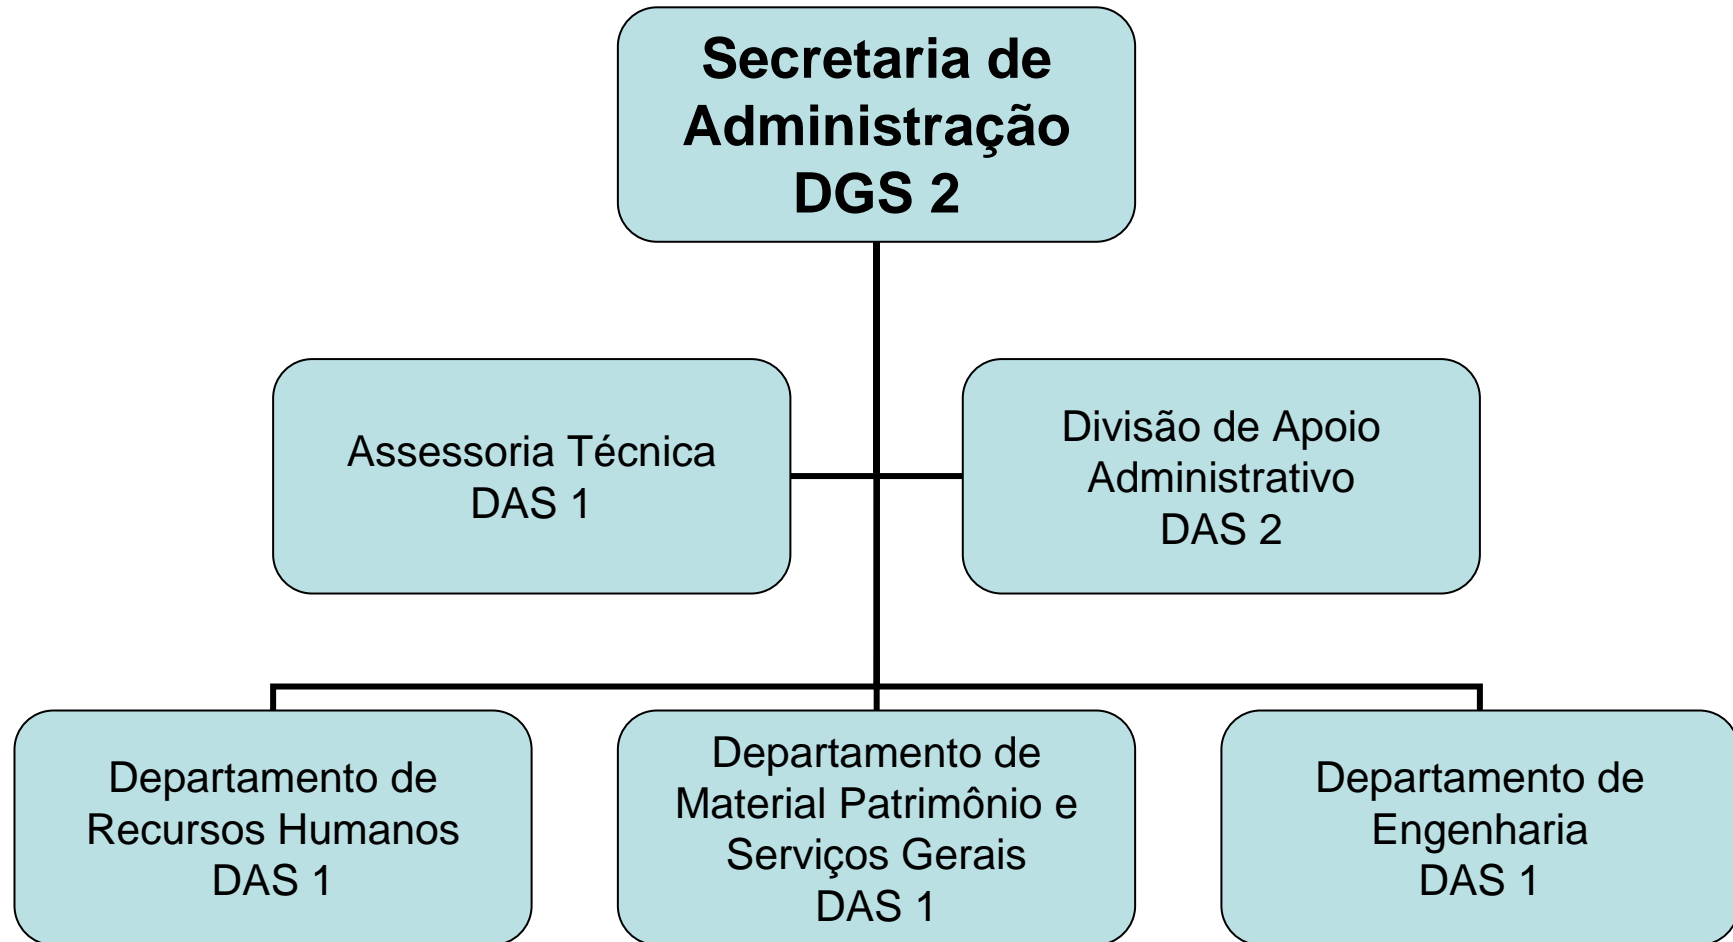 Secretaria de
Administração
DGS 2
Assessoria Técnica
DAS 1
Divisão de Apoio
Administrativo
DAS 2
Departamento de
Recursos Humanos
DAS 1
Departamento de
Material Patrimônio e
Serviços Gerais
DAS 1
Departamento de
Engenharia
DAS 1